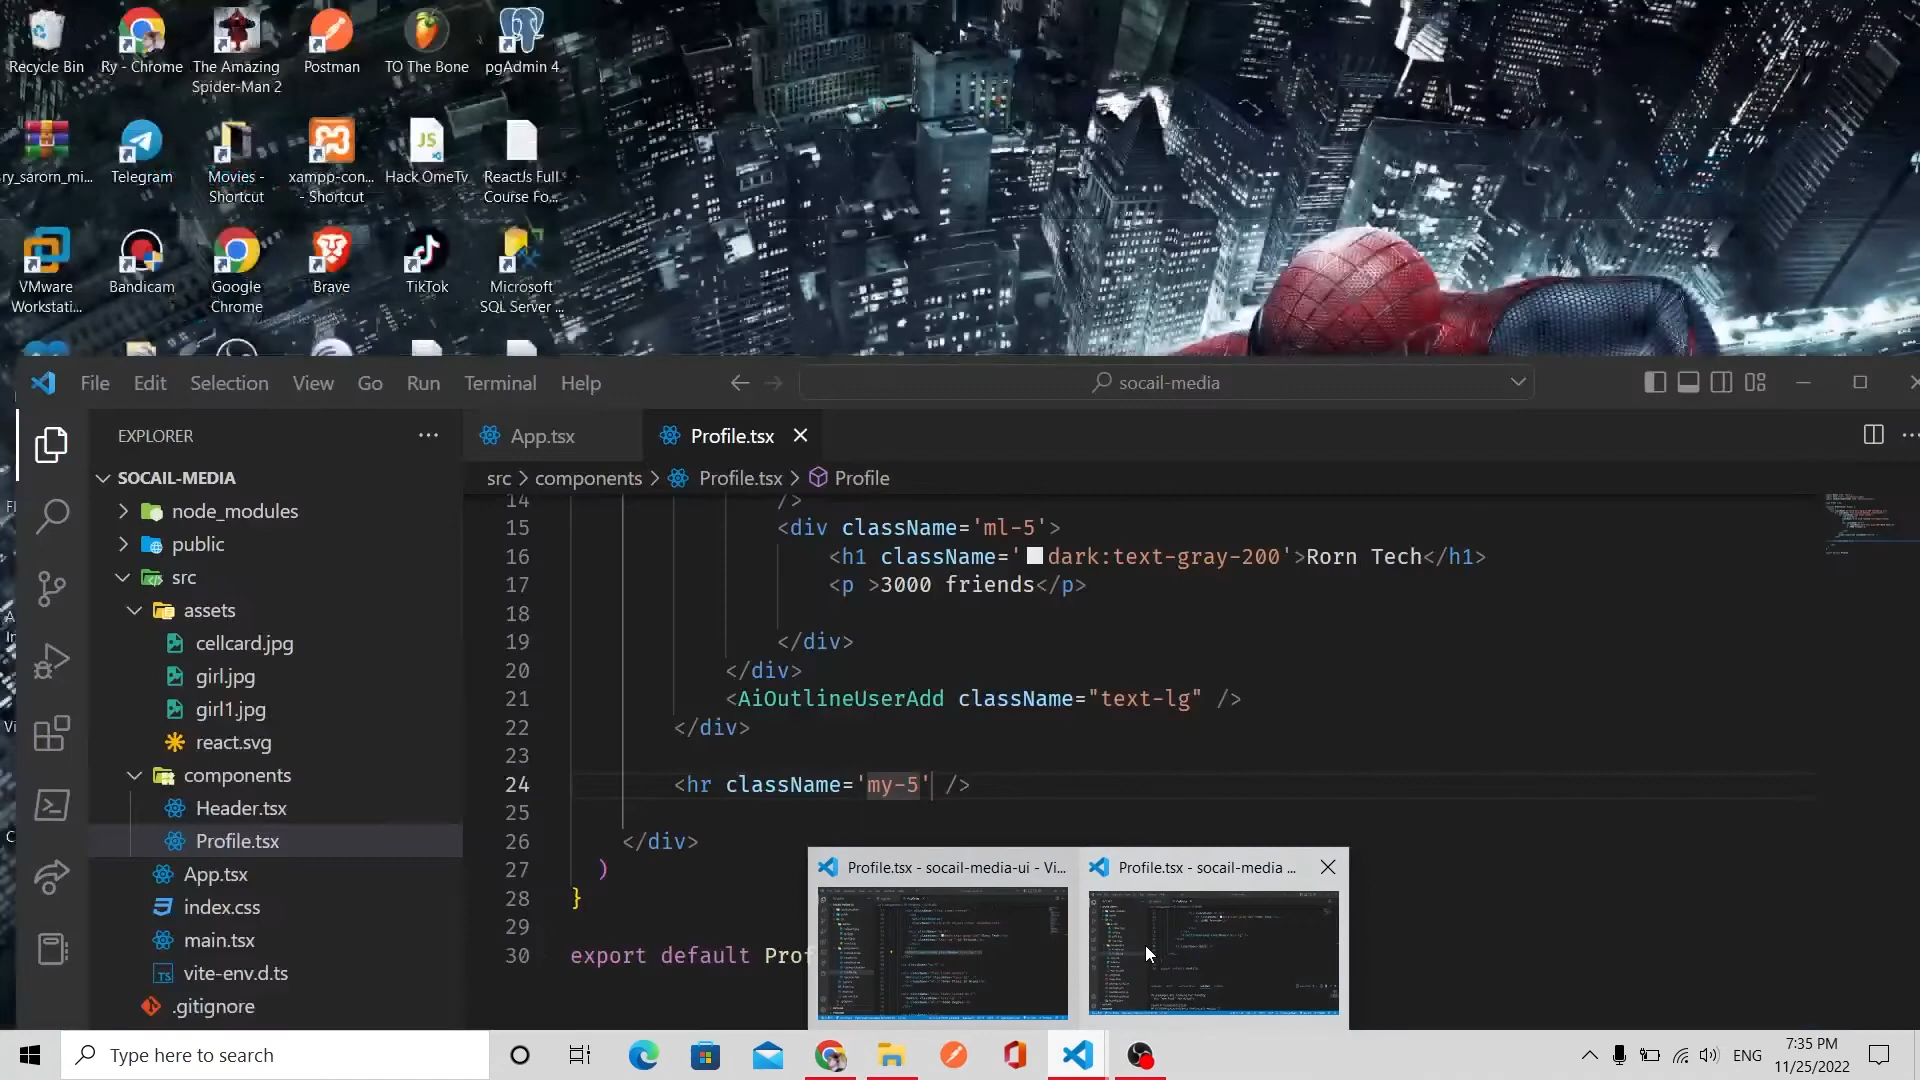 Recycle Bin
Ry - Chrome
The Amazing
Spider-Man 2
Postman
TO The Bone
pgAdmin 4
ry_sarorn_mi...
Telegram
Movies -
Shortcut
xampp-con...
- Shortcut
JS
Hack OmeTv
ReactJs Full
Course Fo...
VMware
Workstati...
Bandicam
Google
Chrome
Brave
TikTok
Microsoft
SQL Server ...
File Edit Selection View Go Run Terminal Help
socail-media
EXPLORER
SOCAIL-MEDIA
node_modules
public
src
assets
cellcard.jpg
girl.jpg
girl1.jpg
react.svg
components
Header.tsx
Profile.tsx
App.tsx
index.css
main.tsx
TS vite-env.d.ts
.gitignore
App.tsx
Profile.tsx
src > components > Profile.tsx > Profile
14 />
15 <div className='ml-5'>
16 <h1 className='dark:text-gray-200'>Rorn Tech</h1>
17 <p >3000 friends</p>
18
19 </div>
20 </div>
21 <AiOutlineUserAdd className="text-lg" />
22 </div>
23
24 <hr className='my-5' />
25
26 </div>
27 )
28 }
29
30 export default Prof
Profile.tsx - socail-media-ui - Vi...
Profile.tsx - socail-media ...
Type here to search
ENG
7:35 PM
11/25/2022